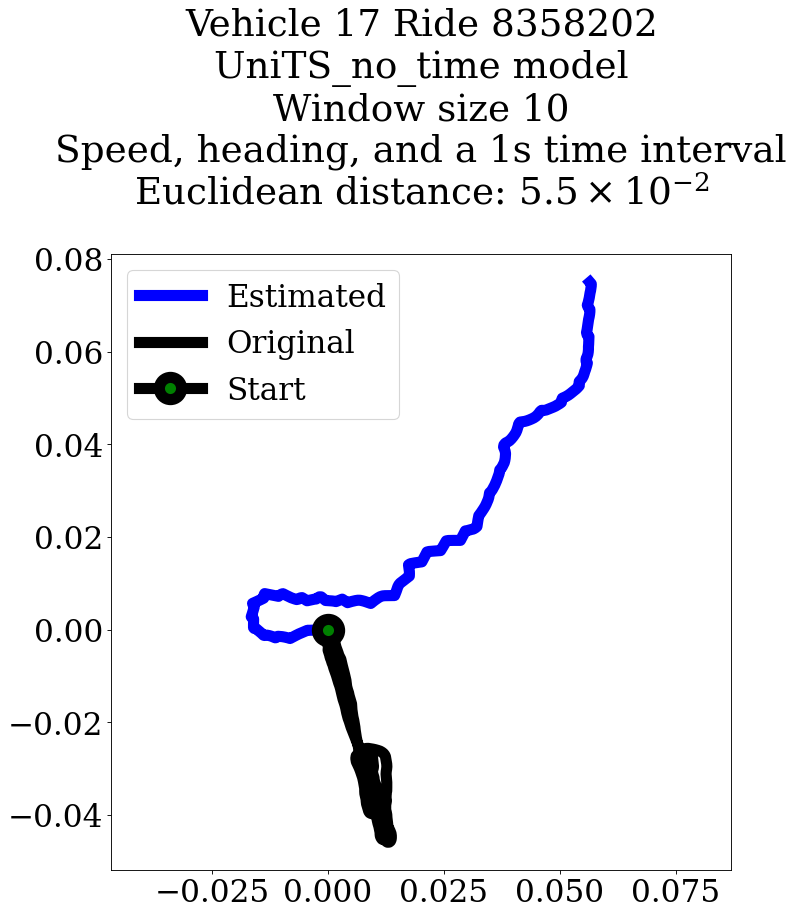 Vehicle 17 Ride 8358202
UniTS_no_time model
Window size 10
Speed, heading, and a 1s time interval
Euclidean distance: 5.5 × 10⁻²
0.08
Estimated
Original
Start
0.06
0.04
0.02
0.00
−0.02
−0.04
−0.025 0.000 0.025 0.050 0.075